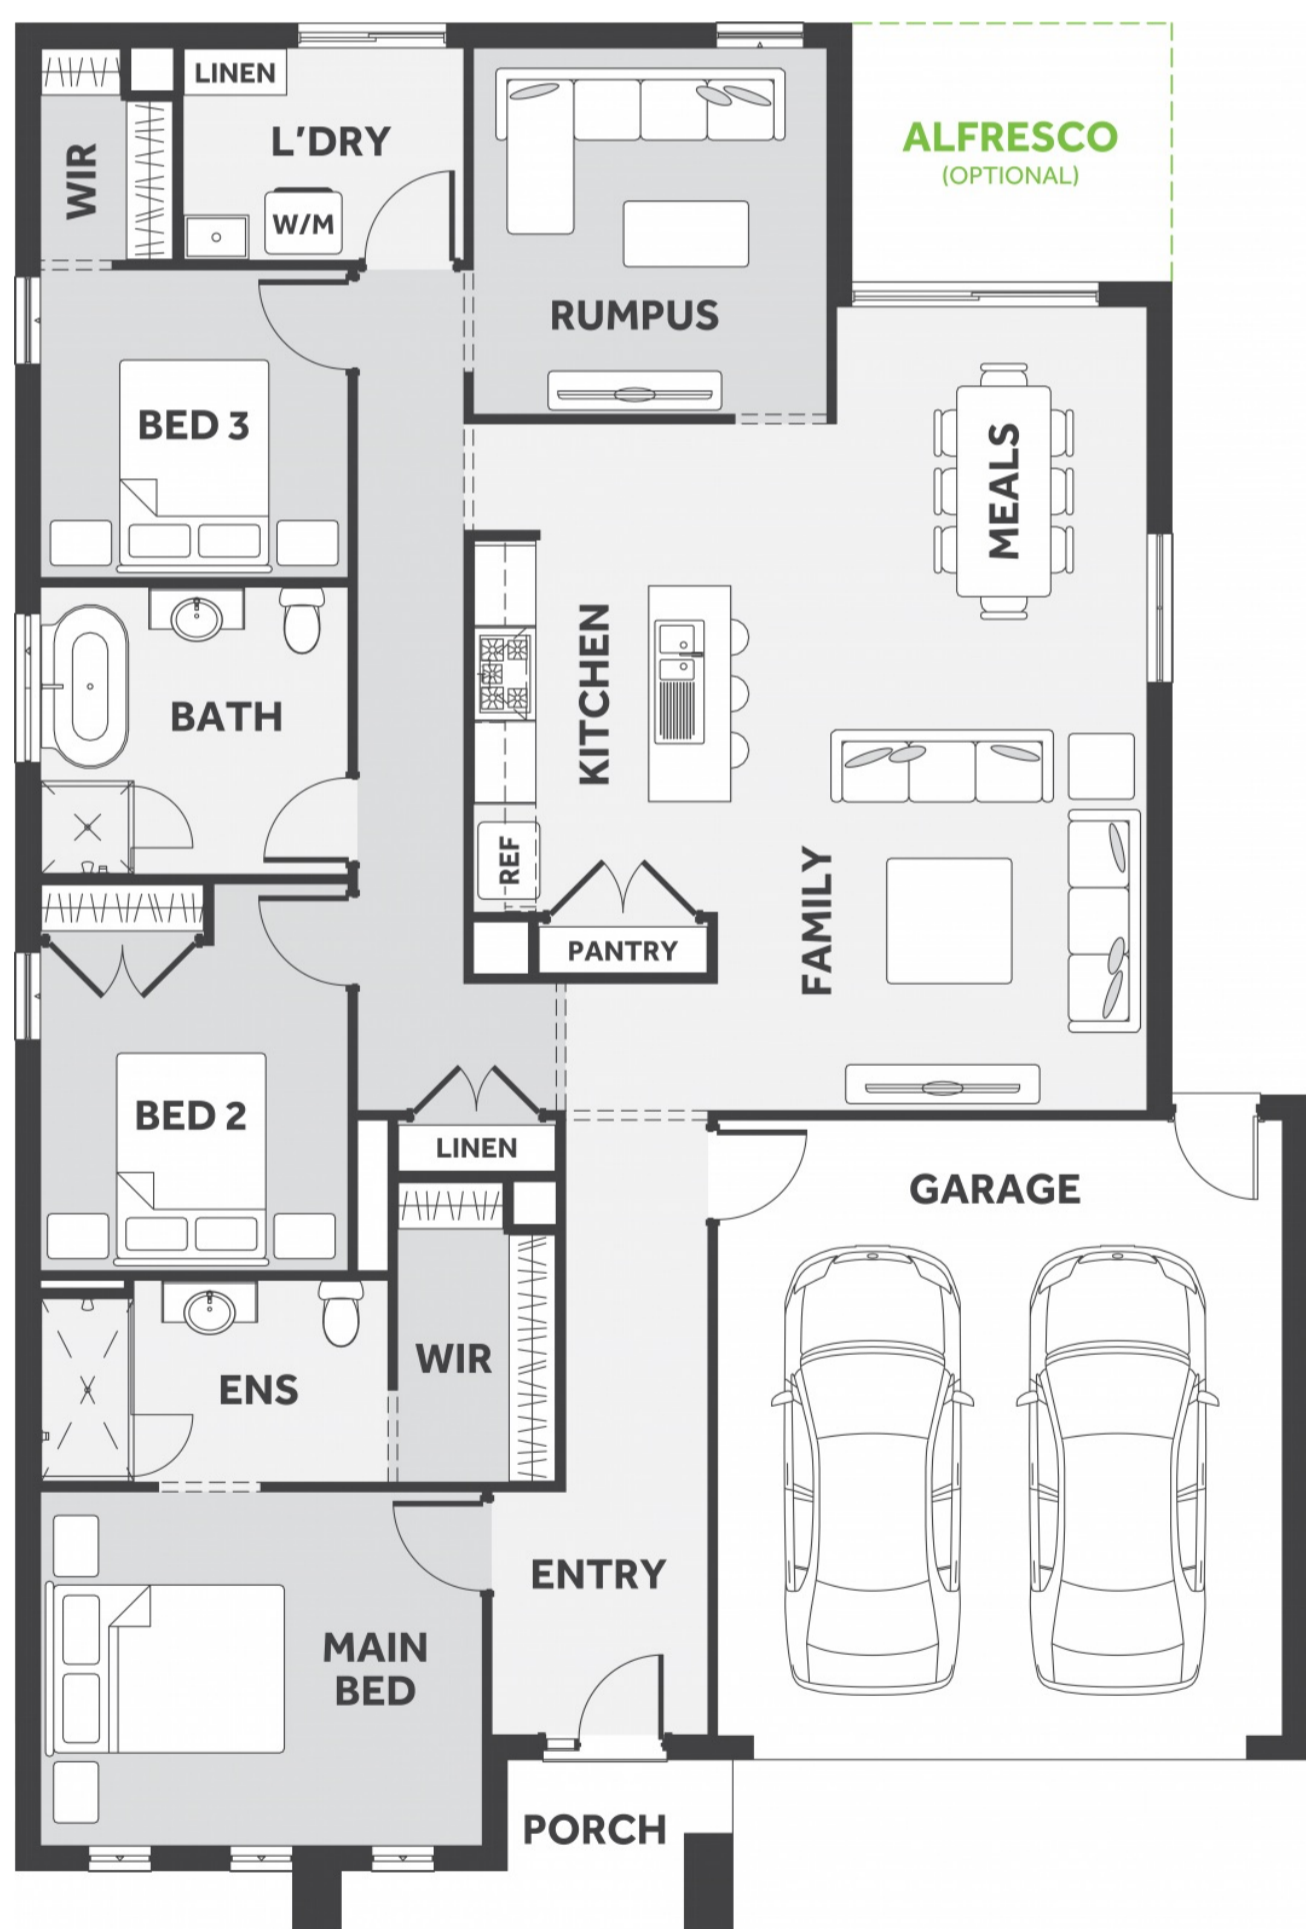 LINEN
L'DRY
WIR
W/M
ALFRESCO
(OPTIONAL)
RUMPUS
BED 3
MEALS
KITCHEN
BATH
REF
FAMILY
PANTRY
BED 2
LINEN
GARAGE
WIR
ENS
ENTRY
MAIN
BED
PORCH